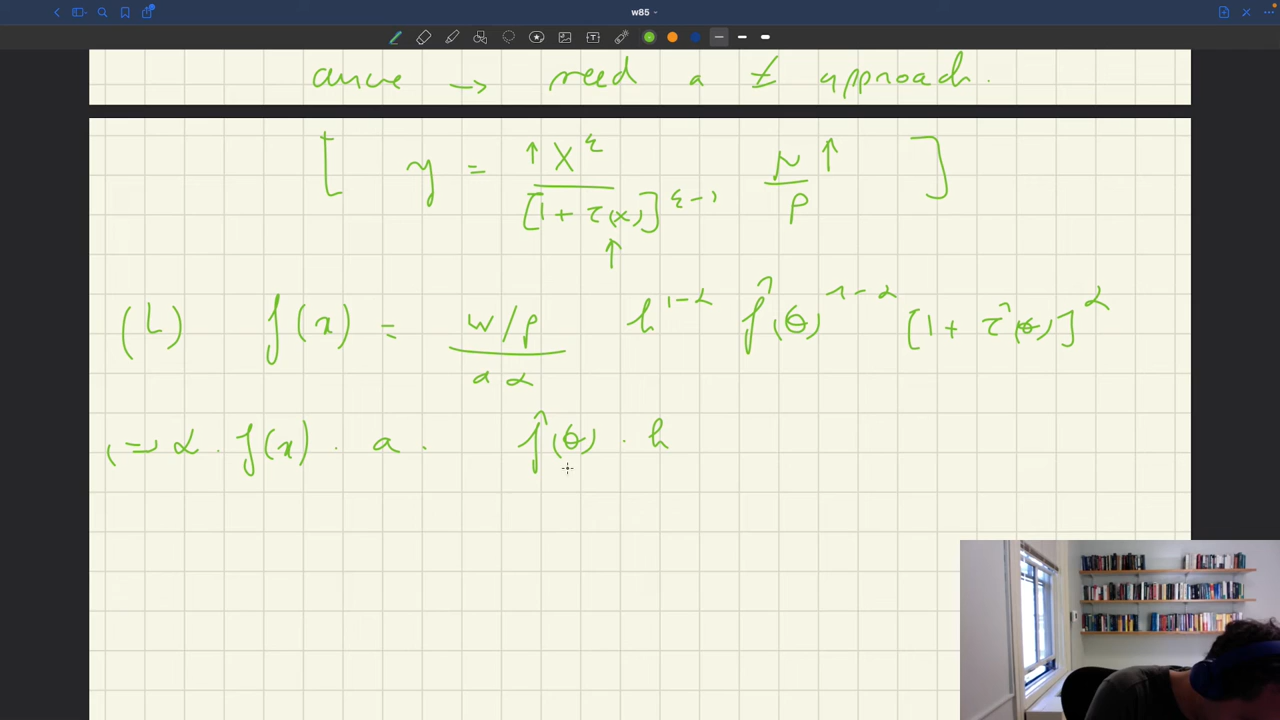 w85
ance → need a ≠ approach.
[ y = ↑ X^ε / [1 + τ(x)]^{ε-1} μ ↑ / p ]
↑
(L) f(x) = w/p / aα h^{1-α} f̂(θ)^{1-α} [1 + τ̂(θ)]^α
(=) α · f(x) · a · f̂(θ) · h